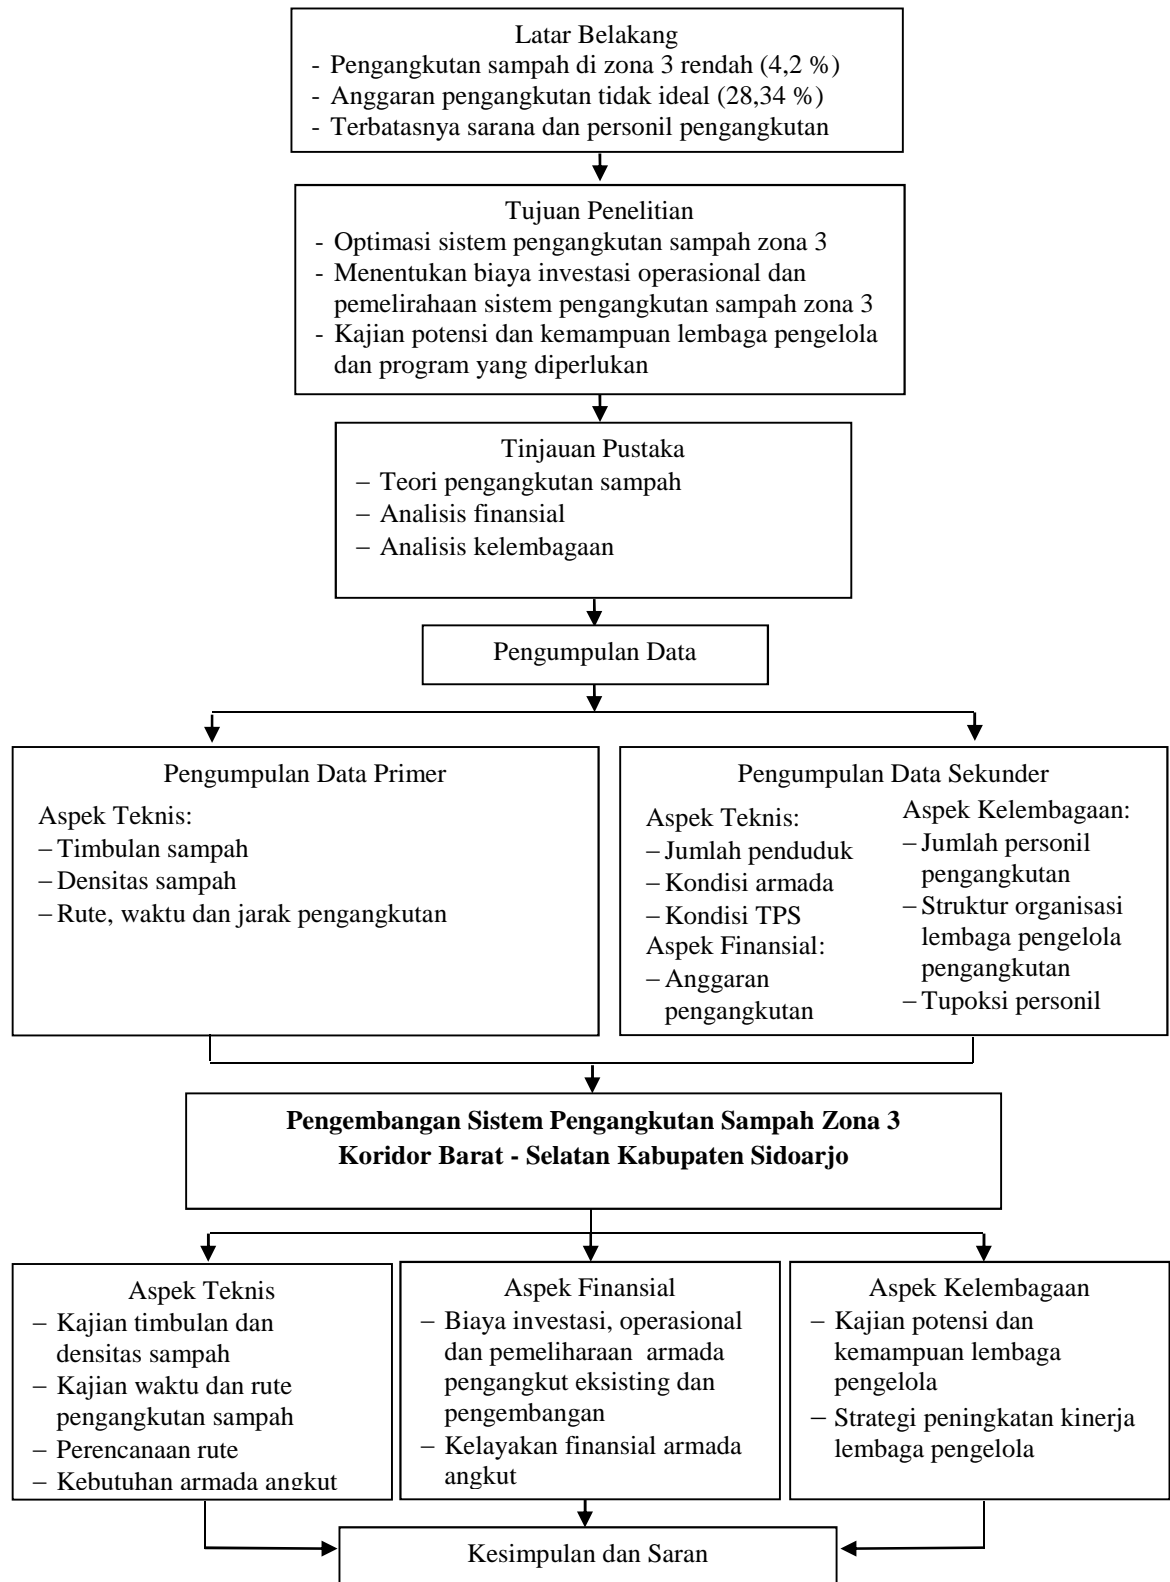 Latar Belakang
- Pengangkutan sampah di zona 3 rendah (4,2 %)
- Anggaran pengangkutan tidak ideal (28,34 %)
- Terbatasnya sarana dan personil pengangkutan
Tujuan Penelitian
- Optimasi sistem pengangkutan sampah zona 3
- Menentukan biaya investasi operasional dan
pemelirahaan sistem pengangkutan sampah zona 3
- Kajian potensi dan kemampuan lembaga pengelola
dan program yang diperlukan
Tinjauan Pustaka
– Teori pengangkutan sampah
– Analisis finansial
– Analisis kelembagaan
Pengumpulan Data
Pengumpulan Data Primer
Aspek Teknis:
– Timbulan sampah
– Densitas sampah
– Rute, waktu dan jarak pengangkutan
Pengumpulan Data Sekunder
Aspek Teknis:
– Jumlah penduduk
– Kondisi armada
– Kondisi TPS
Aspek Finansial:
– Anggaran
pengangkutan
Aspek Kelembagaan:
– Jumlah personil
pengangkutan
– Struktur organisasi
lembaga pengelola
pengangkutan
– Tupoksi personil
Pengembangan Sistem Pengangkutan Sampah Zona 3
Koridor Barat - Selatan Kabupaten Sidoarjo
Aspek Teknis
– Kajian timbulan dan
densitas sampah
– Kajian waktu dan rute
pengangkutan sampah
– Perencanaan rute
– Kebutuhan armada angkut
Aspek Finansial
– Biaya investasi, operasional
dan pemeliharaan armada
pengangkut eksisting dan
pengembangan
– Kelayakan finansial armada
angkut
Aspek Kelembagaan
– Kajian potensi dan
kemampuan lembaga
pengelola
– Strategi peningkatan kinerja
lembaga pengelola
Kesimpulan dan Saran